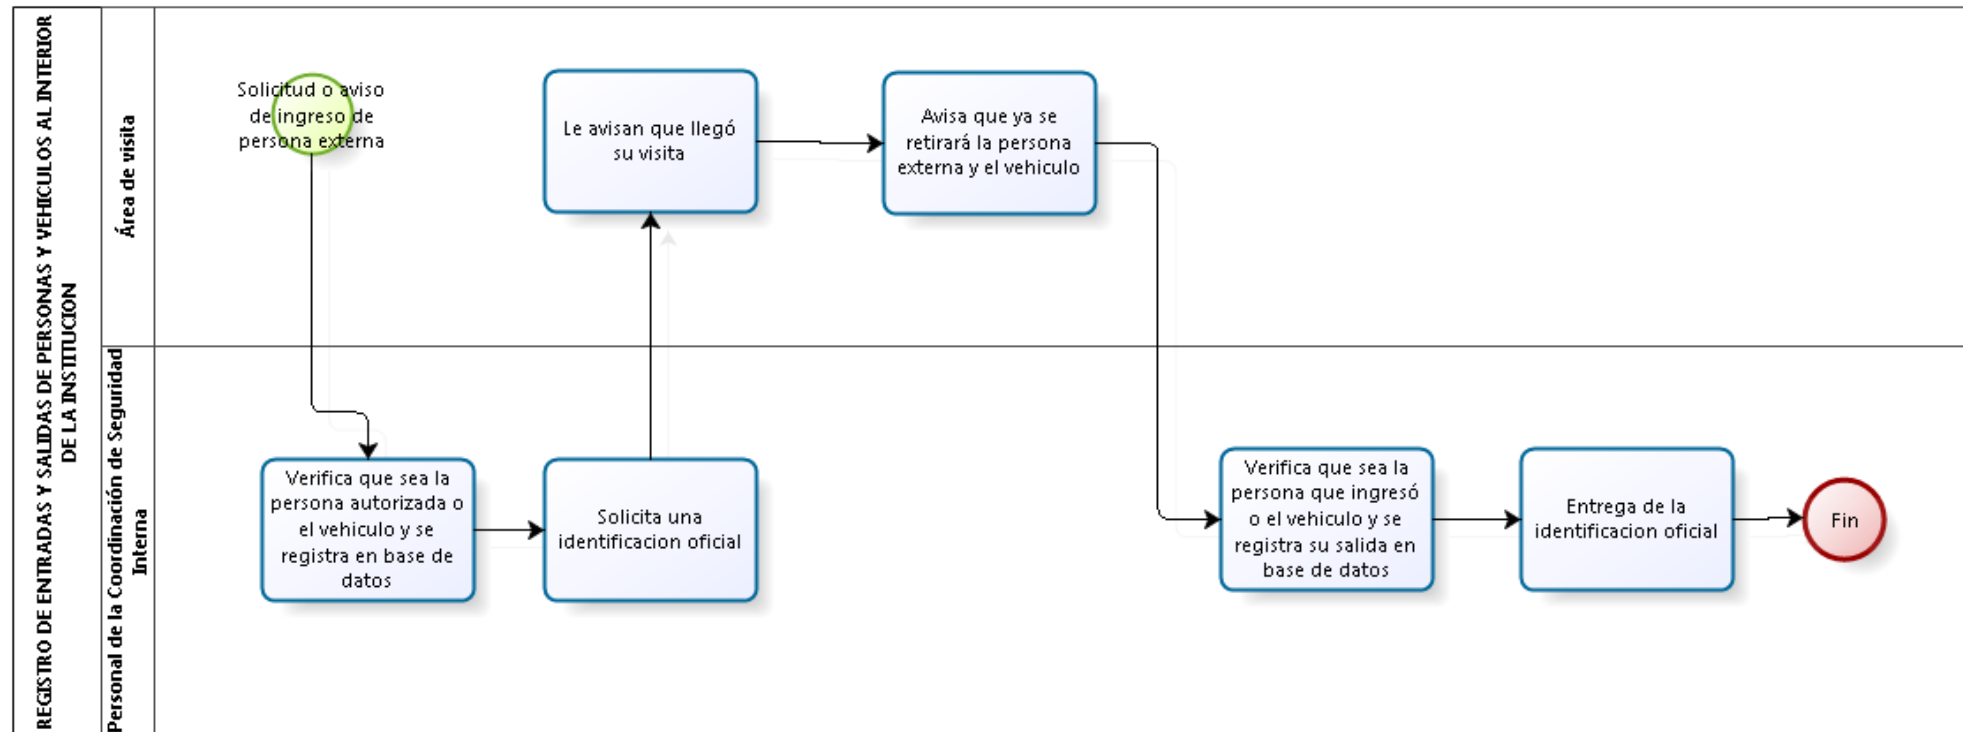 REGISTRO DE ENTRADAS Y SALIDAS DE PERSONAS Y VEHICULOS AL INTERIOR
DE LA INSTITUCION
Área de visita
Solicitud o aviso
de ingreso de
persona externa
Le avisan que llegó
su visita
Avisa que ya se
retirará la persona
externa y el vehiculo
Personal de la Coordinación de Seguridad
Interna
Verifica que sea la
persona autorizada o
el vehiculo y se
registra en base de
datos
Solicita una
identificacion oficial
Verifica que sea la
persona que ingresó
o el vehiculo y se
registra su salida en
base de datos
Entrega de la
identificacion oficial
Fin